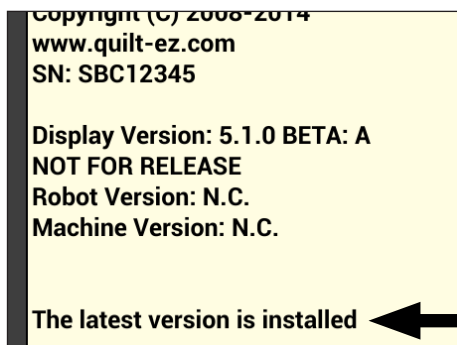 Copyright (C) 2008-2014
www.quilt-ez.com
SN: SBC12345
Display Version: 5.1.0 BETA: A
NOT FOR RELEASE
Robot Version: N.C.
Machine Version: N.C.
The latest version is installed